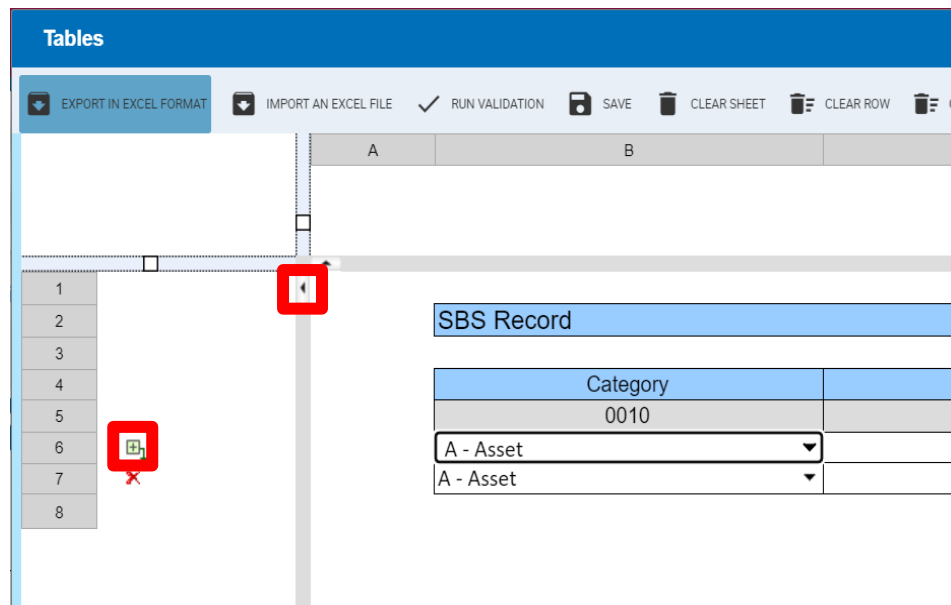 Tables
EXPORT IN EXCEL FORMAT IMPORT AN EXCEL FILE RUN VALIDATION SAVE CLEAR SHEET CLEAR ROW
A B
1
2 SBS Record
3
4 Category
5 0010
6 A - Asset
7 A - Asset
8